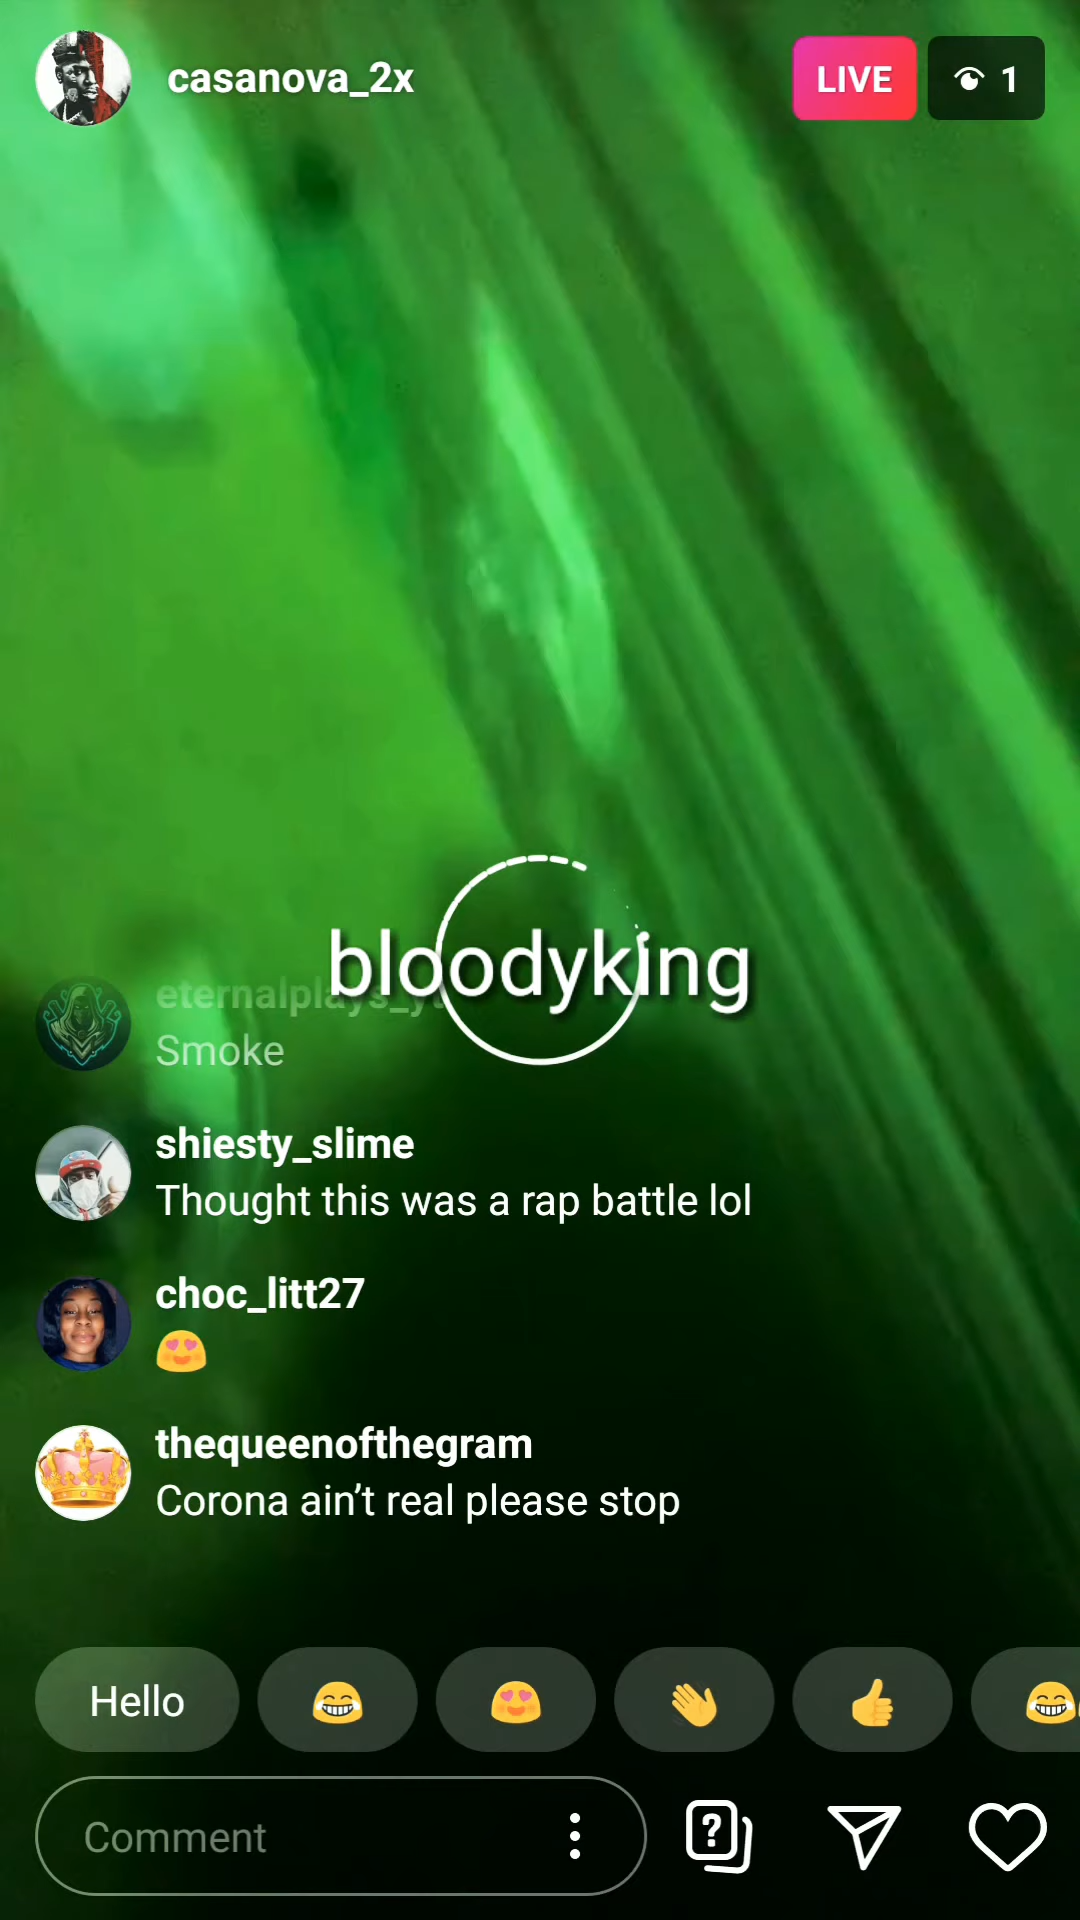 casanova_2x
LIVE
1
bloodyking
eternalplays_y
Smoke
shiesty_slime
Thought this was a rap battle lol
choc_litt27
😍
thequeenofthegram
Corona ain’t real please stop
Hello 😂 😍 👋 👍 😂
Comment